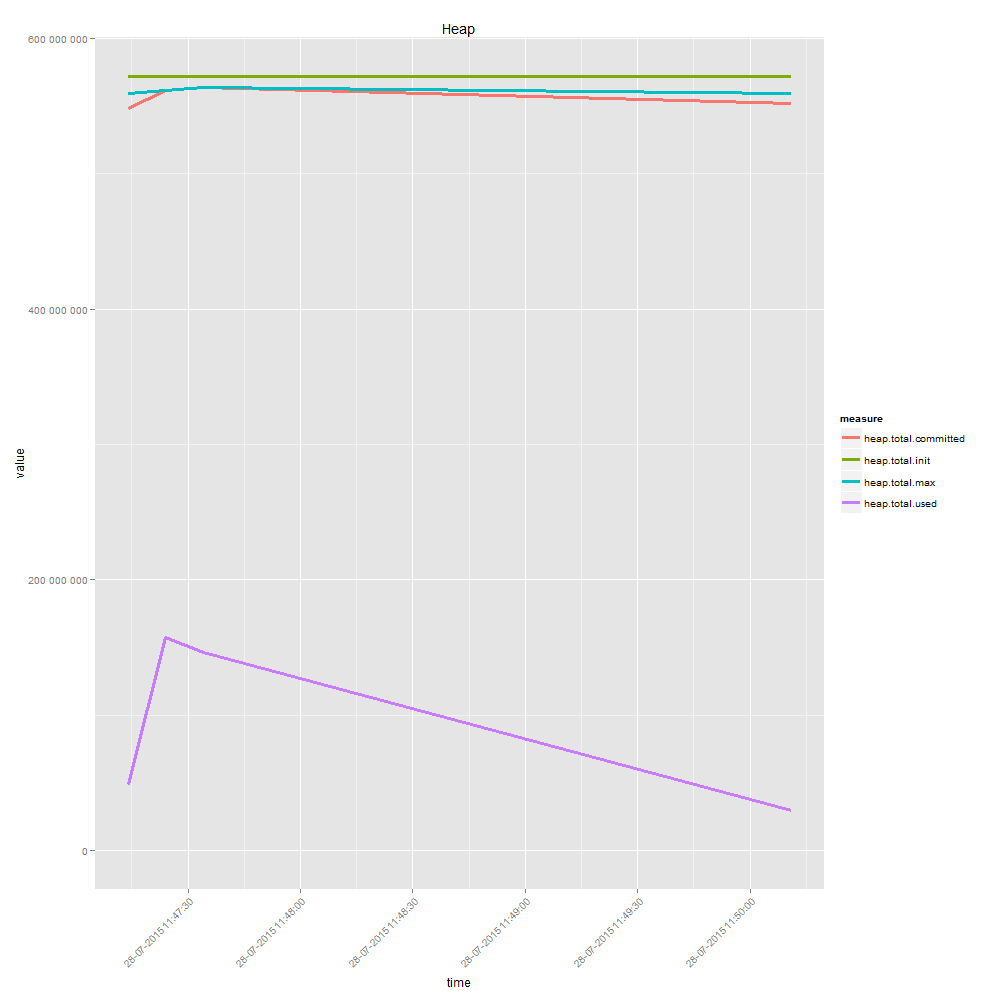 Heap
600 000 000
400 000 000
200 000 000
0
value
28-07-2015 11:47:30
28-07-2015 11:48:00
28-07-2015 11:48:30
28-07-2015 11:49:00
28-07-2015 11:49:30
28-07-2015 11:50:00
time
measure
heap.total.committed
heap.total.init
heap.total.max
heap.total.used